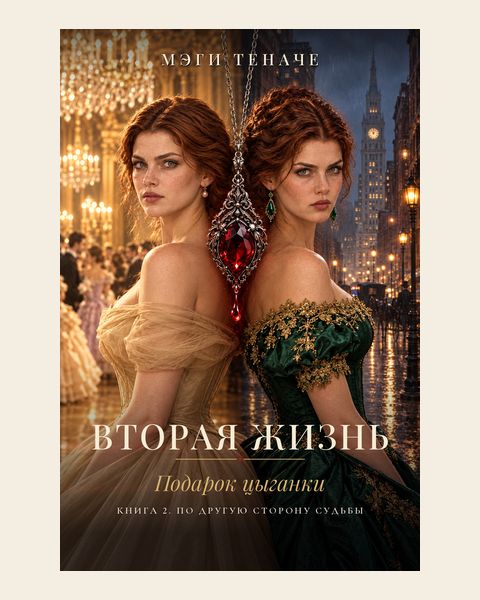 МЭГИ ТЕНАЧЕ
ВТОРАЯ ЖИЗНЬ
Подарок цыганки
КНИГА 2. ПО ДРУГУЮ СТОРОНУ СУДЬБЫ